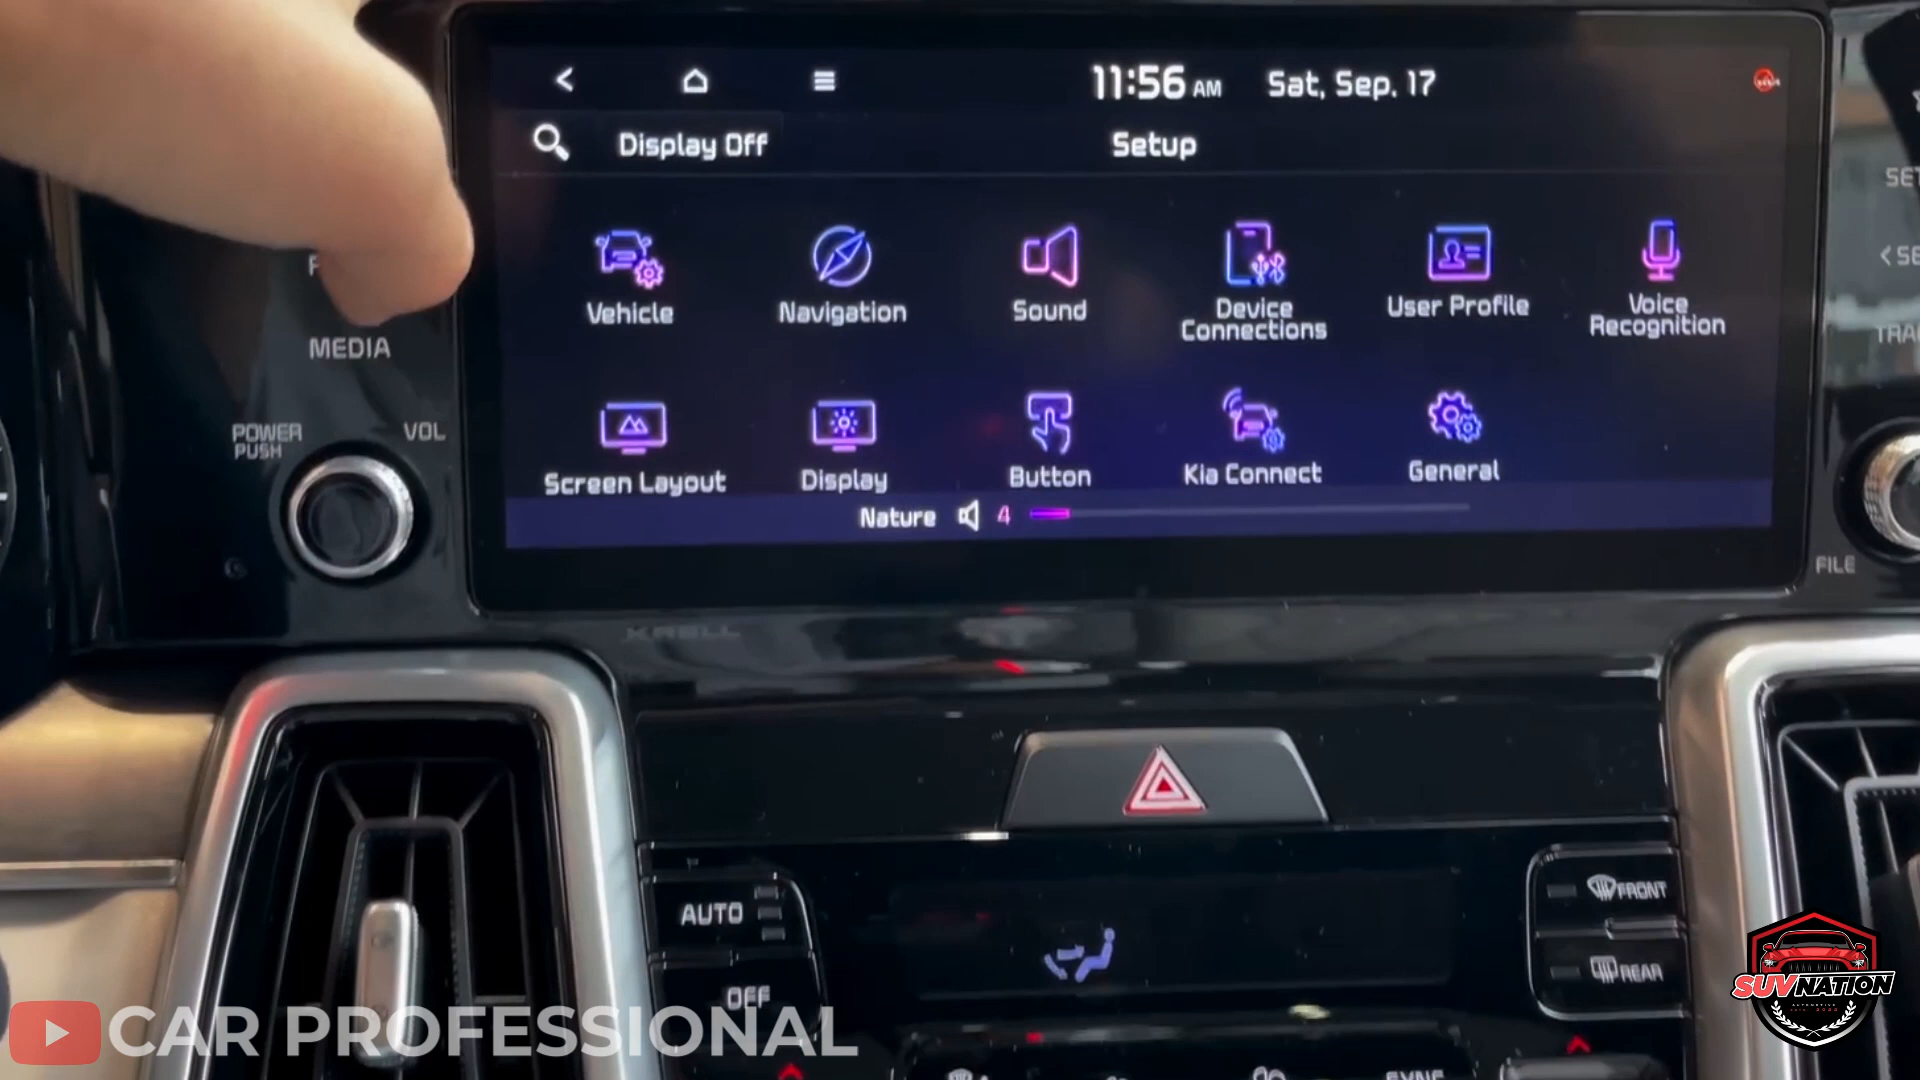 11:56 AM Sat, Sep. 17
Display Off Setup
Vehicle
Navigation
Sound
Device
Connections
User Profile
Voice
Recognition
Screen Layout
Display
Button
Kia Connect
General
Nature 4
MEDIA
POWER
PUSH
VOL
FILE
KRELL
AUTO
OFF
FRONT
REAR
SYNC
SUVNATION
CAR PROFESSIONAL